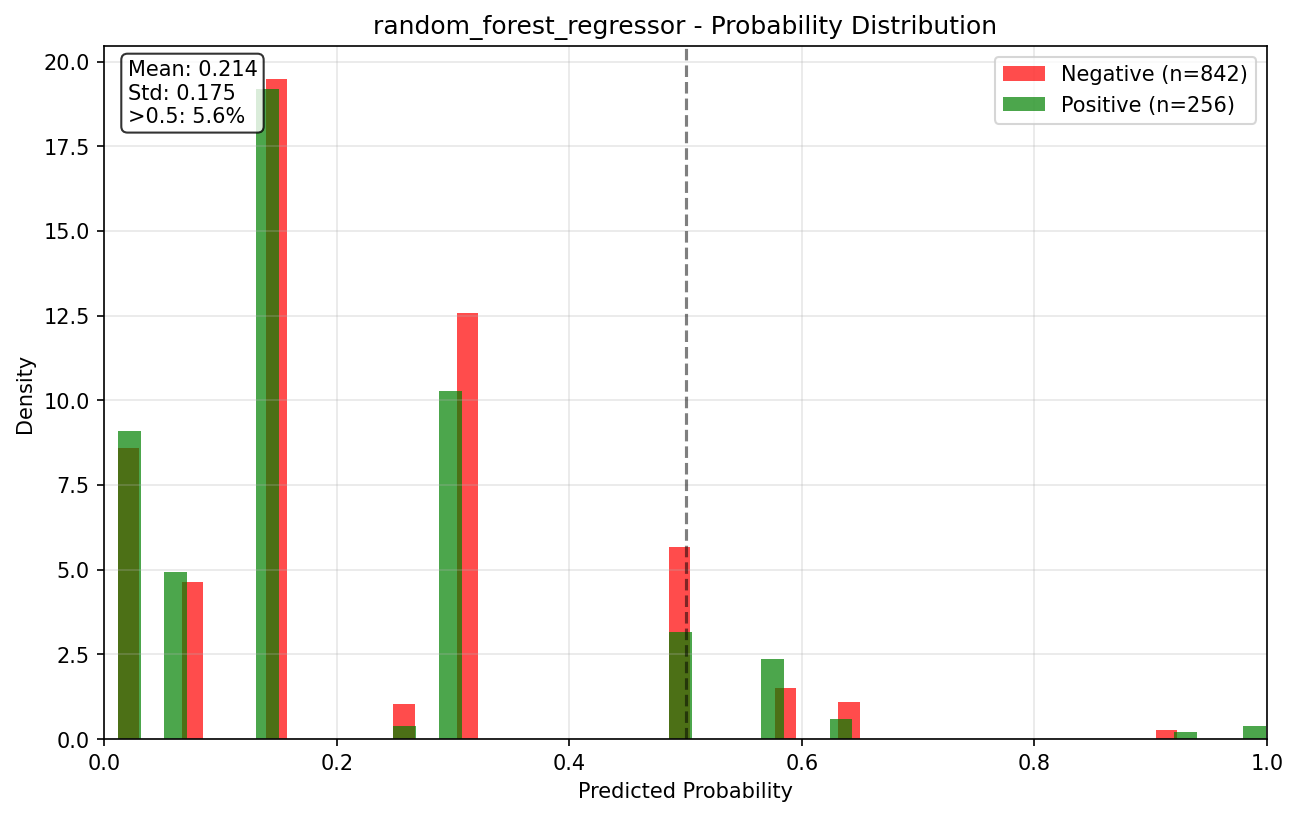 random_forest_regressor - Probability Distribution
Mean: 0.214
Std: 0.175
>0.5: 5.6%
Negative (n=842)
Positive (n=256)
Density
20.0
17.5
15.0
12.5
10.0
7.5
5.0
2.5
0.0
0.0 0.2 0.4 0.6 0.8 1.0
Predicted Probability